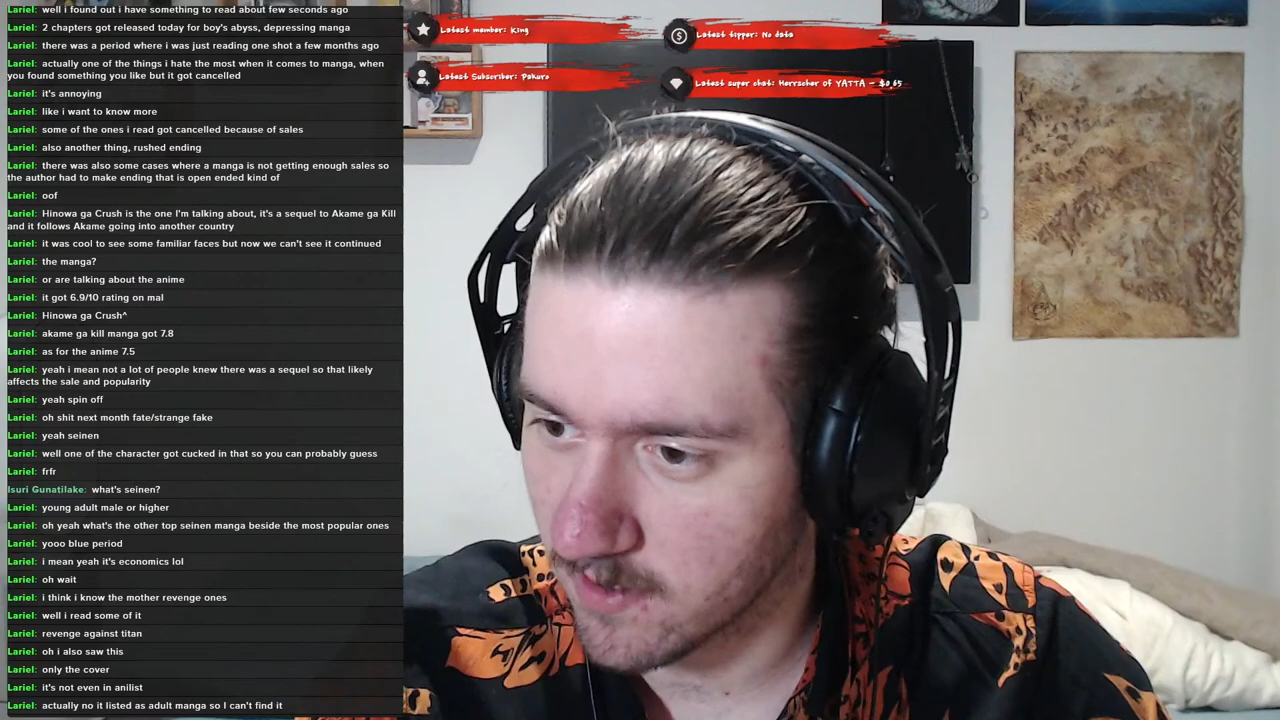 Lariel: well i found out i have something to read about few seconds ago
Lariel: 2 chapters got released today for boy's abyss, depressing manga
Lariel: there was a period where i was just reading one shot a few months ago
Lariel: actually one of the things i hate the most when it comes to manga, when
you found something you like but it got cancelled
Lariel: it's annoying
Lariel: like i want to know more
Lariel: some of the ones i read got cancelled because of sales
Lariel: also another thing, rushed ending
Lariel: there was also some cases where a manga is not getting enough sales so
the author had to make ending that is open ended kind of
Lariel: oof
Lariel: Hinowa ga Crush is the one I'm talking about, it's a sequel to Akame ga Kill
and it follows Akame going into another country
Lariel: it was cool to see some familiar faces but now we can't see it continued
Lariel: the manga?
Lariel: or are talking about the anime
Lariel: it got 6.9/10 rating on mal
Lariel: Hinowa ga Crush^
Lariel: akame ga kill manga got 7.8
Lariel: as for the anime 7.5
Lariel: yeah i mean not a lot of people knew there was a sequel so that likely
affects the sale and popularity
Lariel: yeah spin off
Lariel: oh shit next month fate/strange fake
Lariel: yeah seinen
Lariel: well one of the character got cucked in that so you can probably guess
Lariel: frfr
Isuri Gunatilake: what's seinen?
Lariel: young adult male or higher
Lariel: oh yeah what's the other top seinen manga beside the most popular ones
Lariel: yooo blue period
Lariel: i mean yeah it's economics lol
Lariel: oh wait
Lariel: i think i know the mother revenge ones
Lariel: well i read some of it
Lariel: revenge against titan
Lariel: oh i also saw this
Lariel: only the cover
Lariel: it's not even in anilist
Lariel: actually no it listed as adult manga so I can't find it
Latest member: King
Latest tipper: No data
Latest Subscriber: Pakuro
Latest super chat: Herrscher of YATTA - $0.65